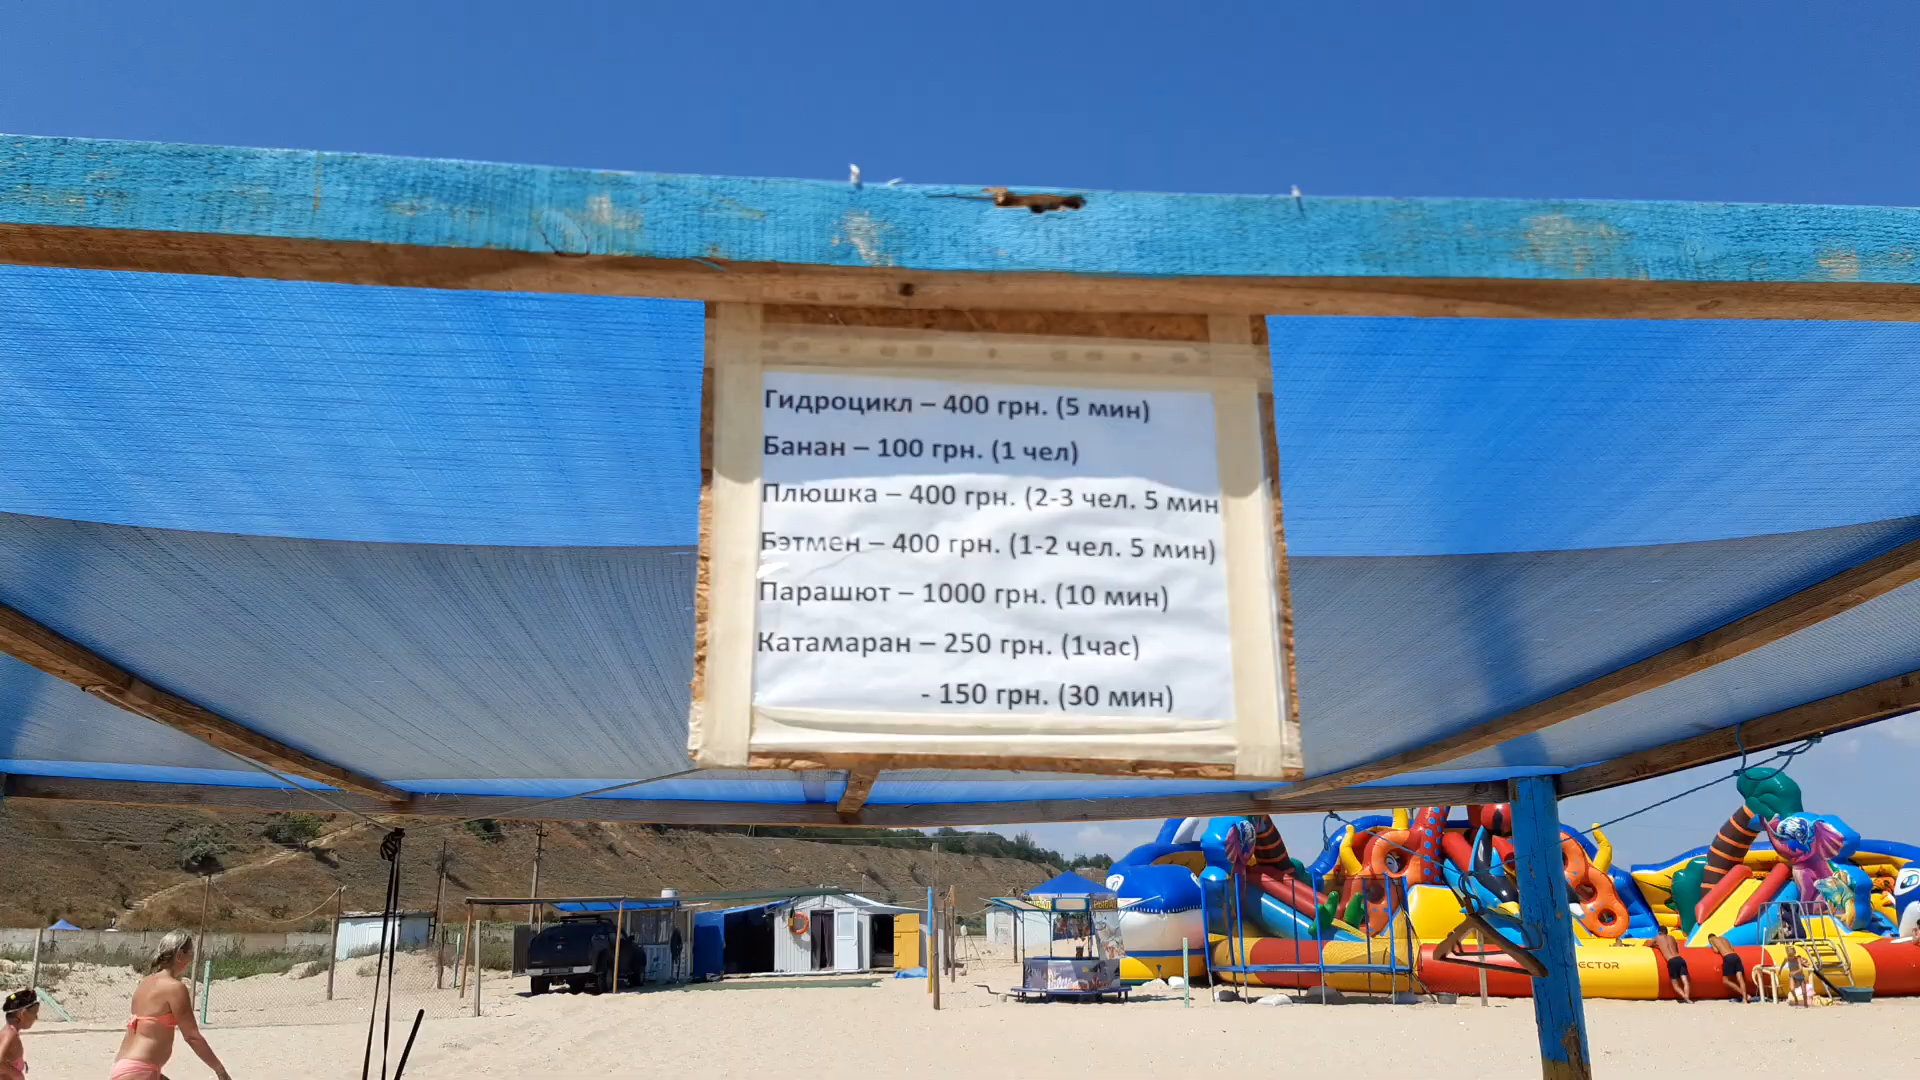 Гидроцикл – 400 грн. (5 мин)
Банан – 100 грн. (1 чел)
Плюшка – 400 грн. (2-3 чел. 5 мин
Бэтмен – 400 грн. (1-2 чел. 5 мин)
Парашют – 1000 грн. (10 мин)
Катамаран – 250 грн. (1час)
- 150 грн. (30 мин)